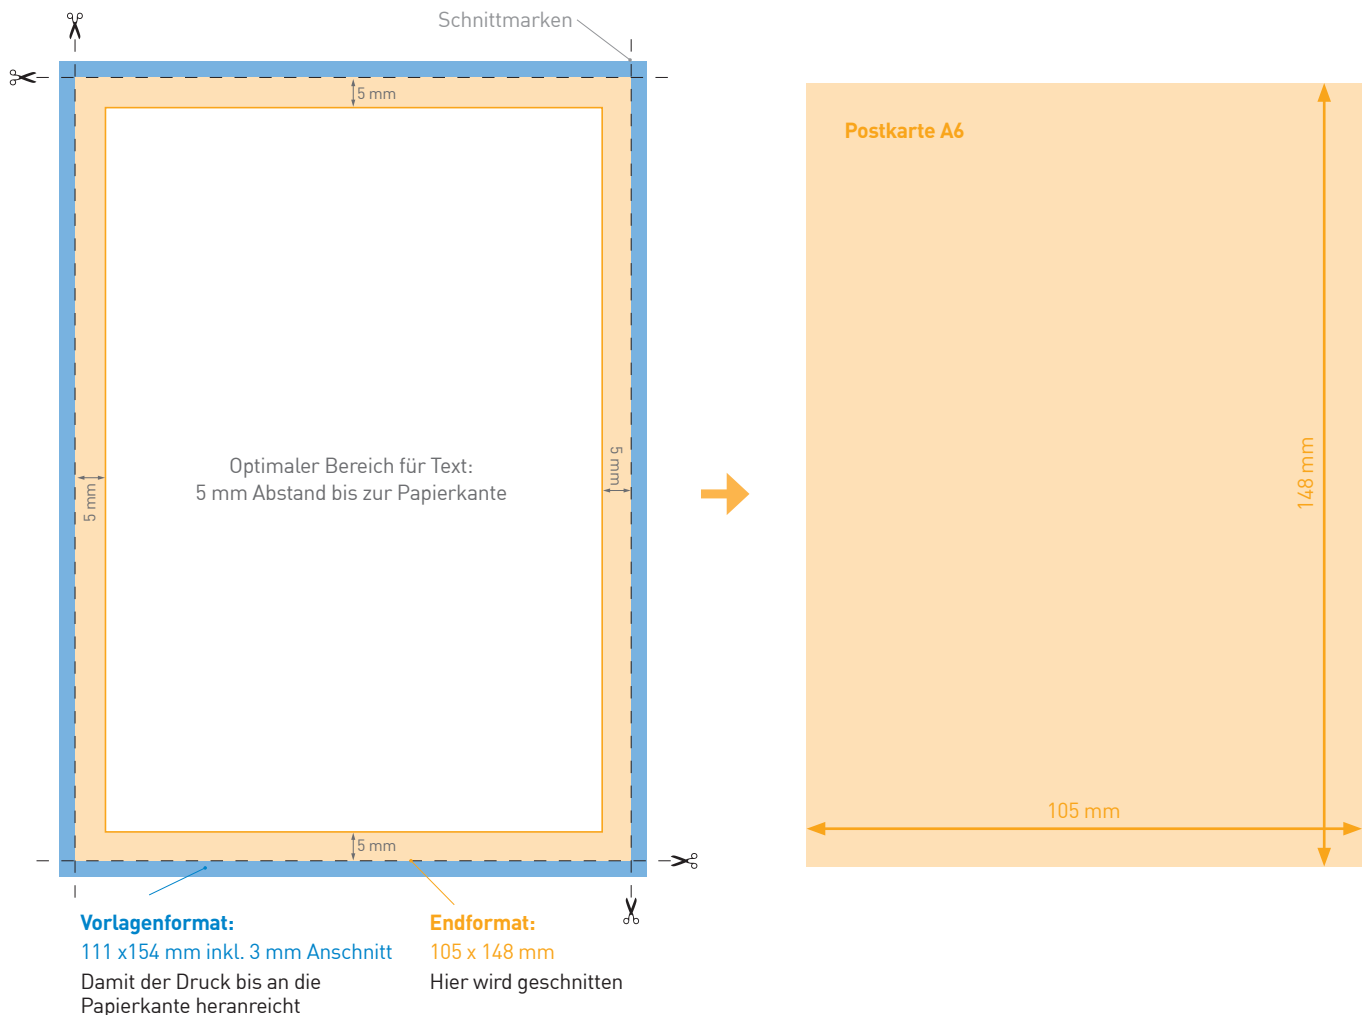 Schnittmarken
5 mm
Postkarte A6
Optimaler Bereich für Text:
5 mm Abstand bis zur Papierkante
5 mm
5 mm
148 mm
105 mm
5 mm
Vorlagenformat:
111 x154 mm inkl. 3 mm Anschnitt
Damit der Druck bis an die
Papierkante heranreicht
Endformat:
105 x 148 mm
Hier wird geschnitten